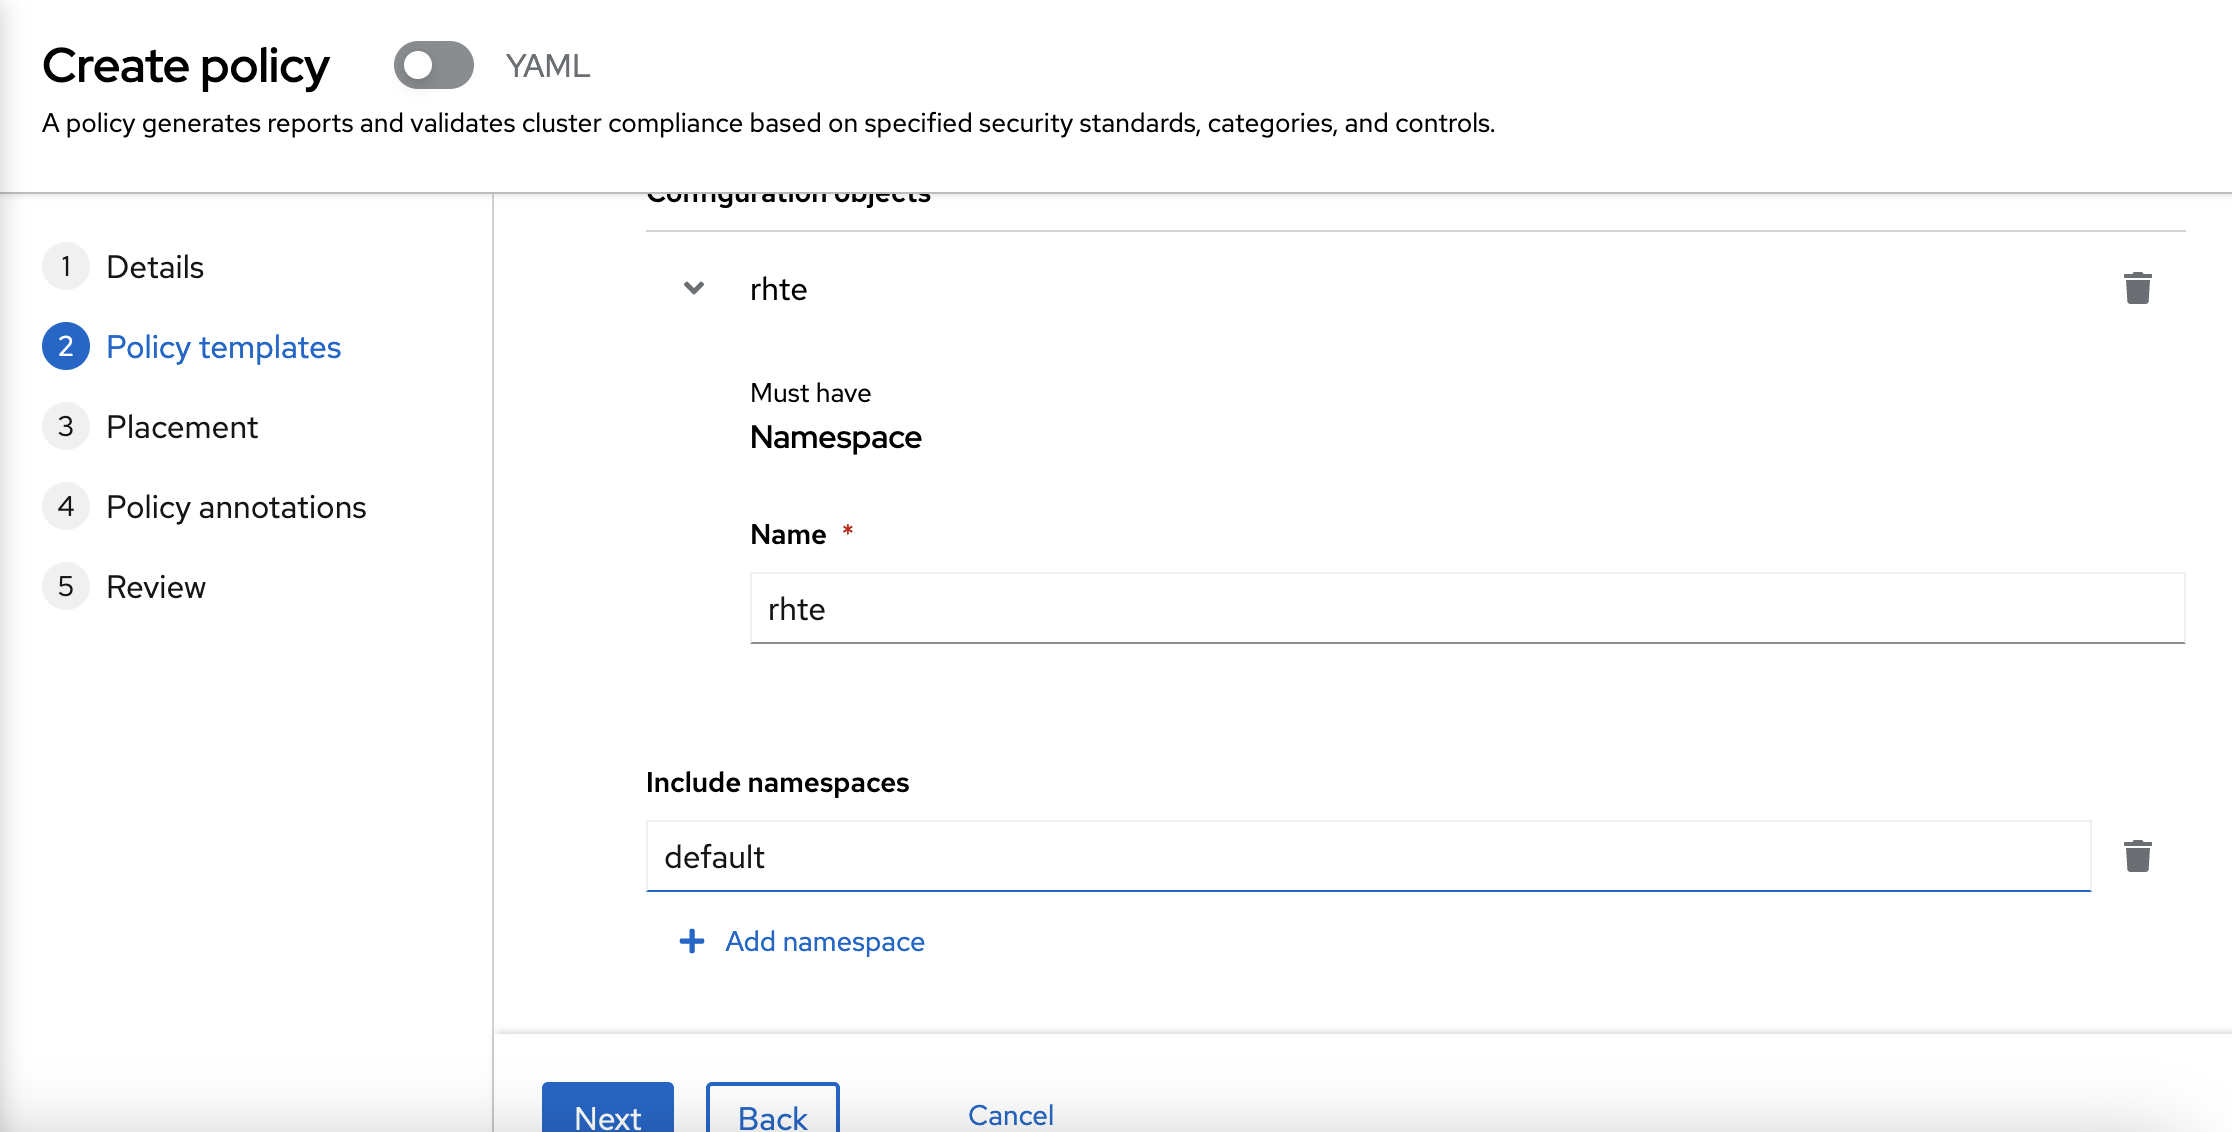 Create policy YAML
A policy generates reports and validates cluster compliance based on specified security standards, categories, and controls.
1 Details
2 Policy templates
3 Placement
4 Policy annotations
5 Review
Configuration objects
rhte
Must have
Namespace
Name *
rhte
Include namespaces
default
Add namespace
Next Back Cancel